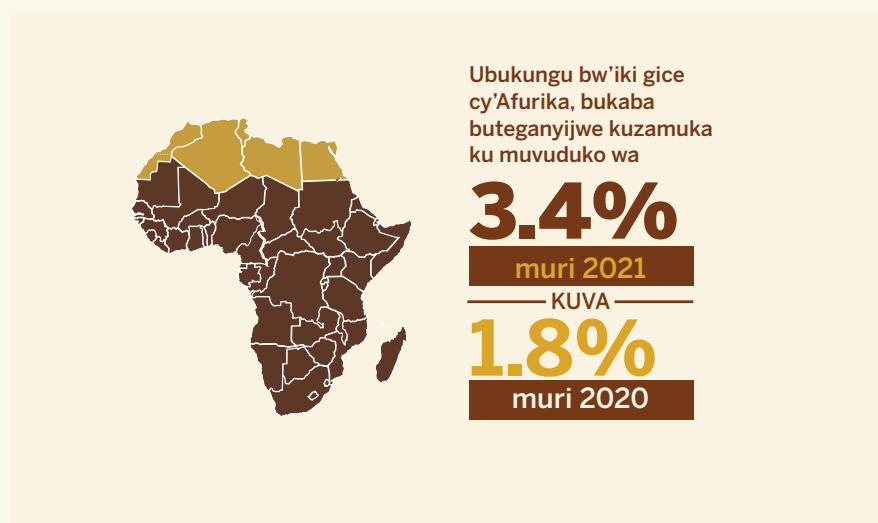 Ubukungu bw’iki gice
cy’Afurika, bukaba
buteganyijwe kuzamuka
ku muvuduko wa
3.4%
muri 2021
KUVA
1.8%
muri 2020